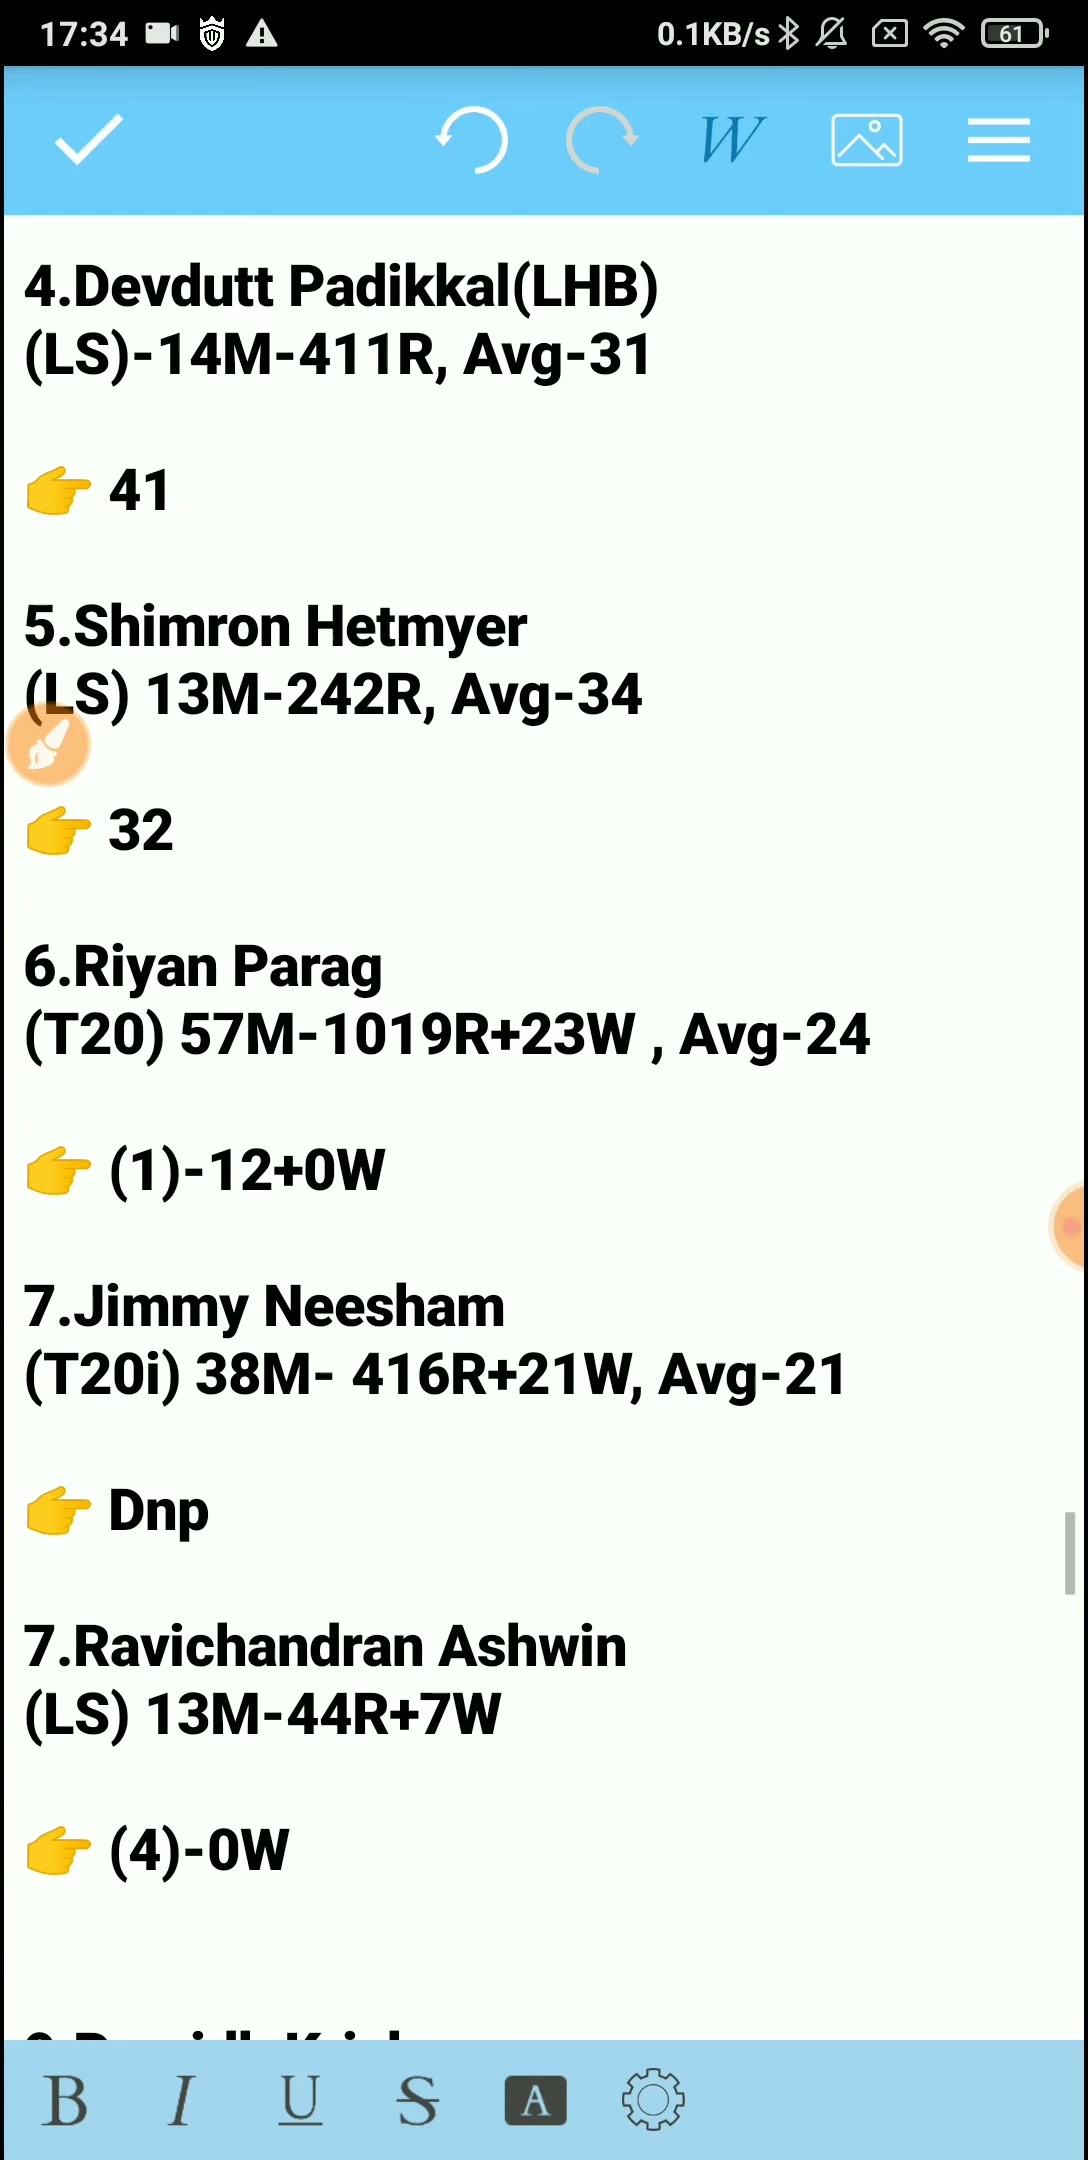 17:34
0.1KB/s
61
W
4.Devdutt Padikkal(LHB)
(LS)-14M-411R, Avg-31
👉 41
5.Shimron Hetmyer
(LS) 13M-242R, Avg-34
👉 32
6.Riyan Parag
(T20) 57M-1019R+23W , Avg-24
👉 (1)-12+0W
7.Jimmy Neesham
(T20i) 38M- 416R+21W, Avg-21
👉 Dnp
7.Ravichandran Ashwin
(LS) 13M-44R+7W
👉 (4)-0W
B I U S A